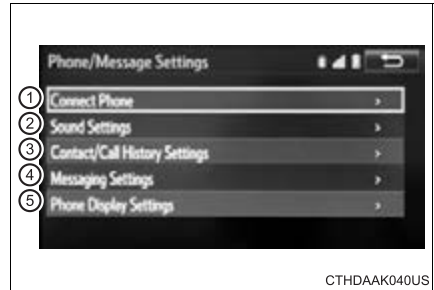 Phone/Message Settings
① Connect Phone
② Sound Settings
③ Contact/Call History Settings
④ Messaging Settings
⑤ Phone Display Settings
CTHDAAK040US